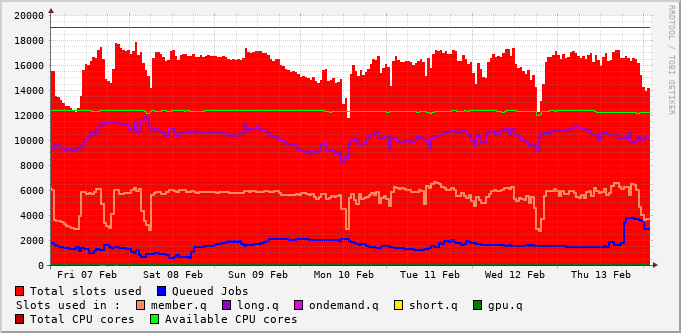 20000
18000
16000
14000
12000
10000
8000
6000
4000
2000
0
Fri 07 Feb Sat 08 Feb Sun 09 Feb Mon 10 Feb Tue 11 Feb Wed 12 Feb Thu 13 Feb
Total slots used Queued Jobs
Slots used in : member.q long.q ondemand.q short.q gpu.q
Total CPU cores Available CPU cores
RRDTOOL / TOBI OETIKER